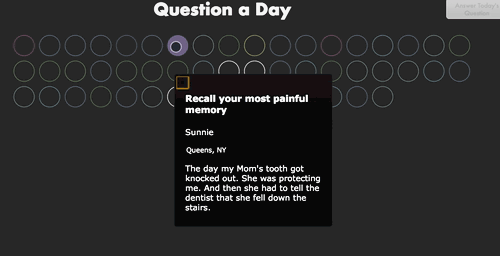 Question a Day
Answer Today's
Question
Recall your most painful
memory
Sunnie
Queens, NY
The day my Mom's tooth got
knocked out. She was protecting
me. And then she had to tell the
dentist that she fell down the
stairs.